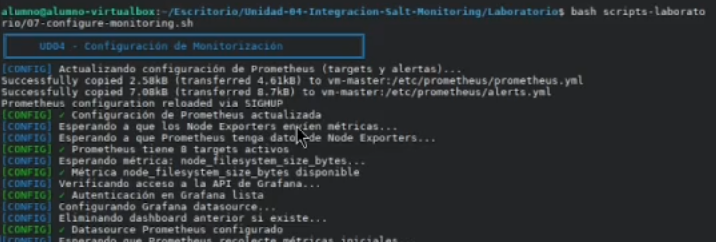 alumno@alumno-virtualbox:~/Escritorio/Unidad-04-Integracion-Salt-Monitoring/Laboratorio$ bash scripts-laborato
rio/07-configure-monitoring.sh
UD04 - Configuración de Monitorización
[CONFIG] Actualizando configuración de Prometheus (targets y alertas)...
Successfully copied 2.58kB (transferred 4.61kB) to vm-master:/etc/prometheus/prometheus.yml
Successfully copied 7.08kB (transferred 8.7kB) to vm-master:/etc/prometheus/alerts.yml
Prometheus configuration reloaded via SIGHUP
[CONFIG] ✓ Configuración de Prometheus actualizada
[CONFIG] Esperando a que los Node Exporters envíen métricas...
[CONFIG] Esperando a que Prometheus tenga datos de Node Exporters...
[CONFIG] ✓ Prometheus tiene 8 targets activos
[CONFIG] Esperando métrica: node_filesystem_size_bytes...
[CONFIG] ✓ Métrica node_filesystem_size_bytes disponible
[CONFIG] Verificando acceso a la API de Grafana...
[CONFIG] ✓ Autenticación en Grafana lista
[CONFIG] Configurando Grafana datasource...
[CONFIG] Eliminando dashboard anterior si existe...
[CONFIG] ✓ Datasource Prometheus configurado
[CONFIG] Esperando a que Prometheus recolecte métricas iniciales